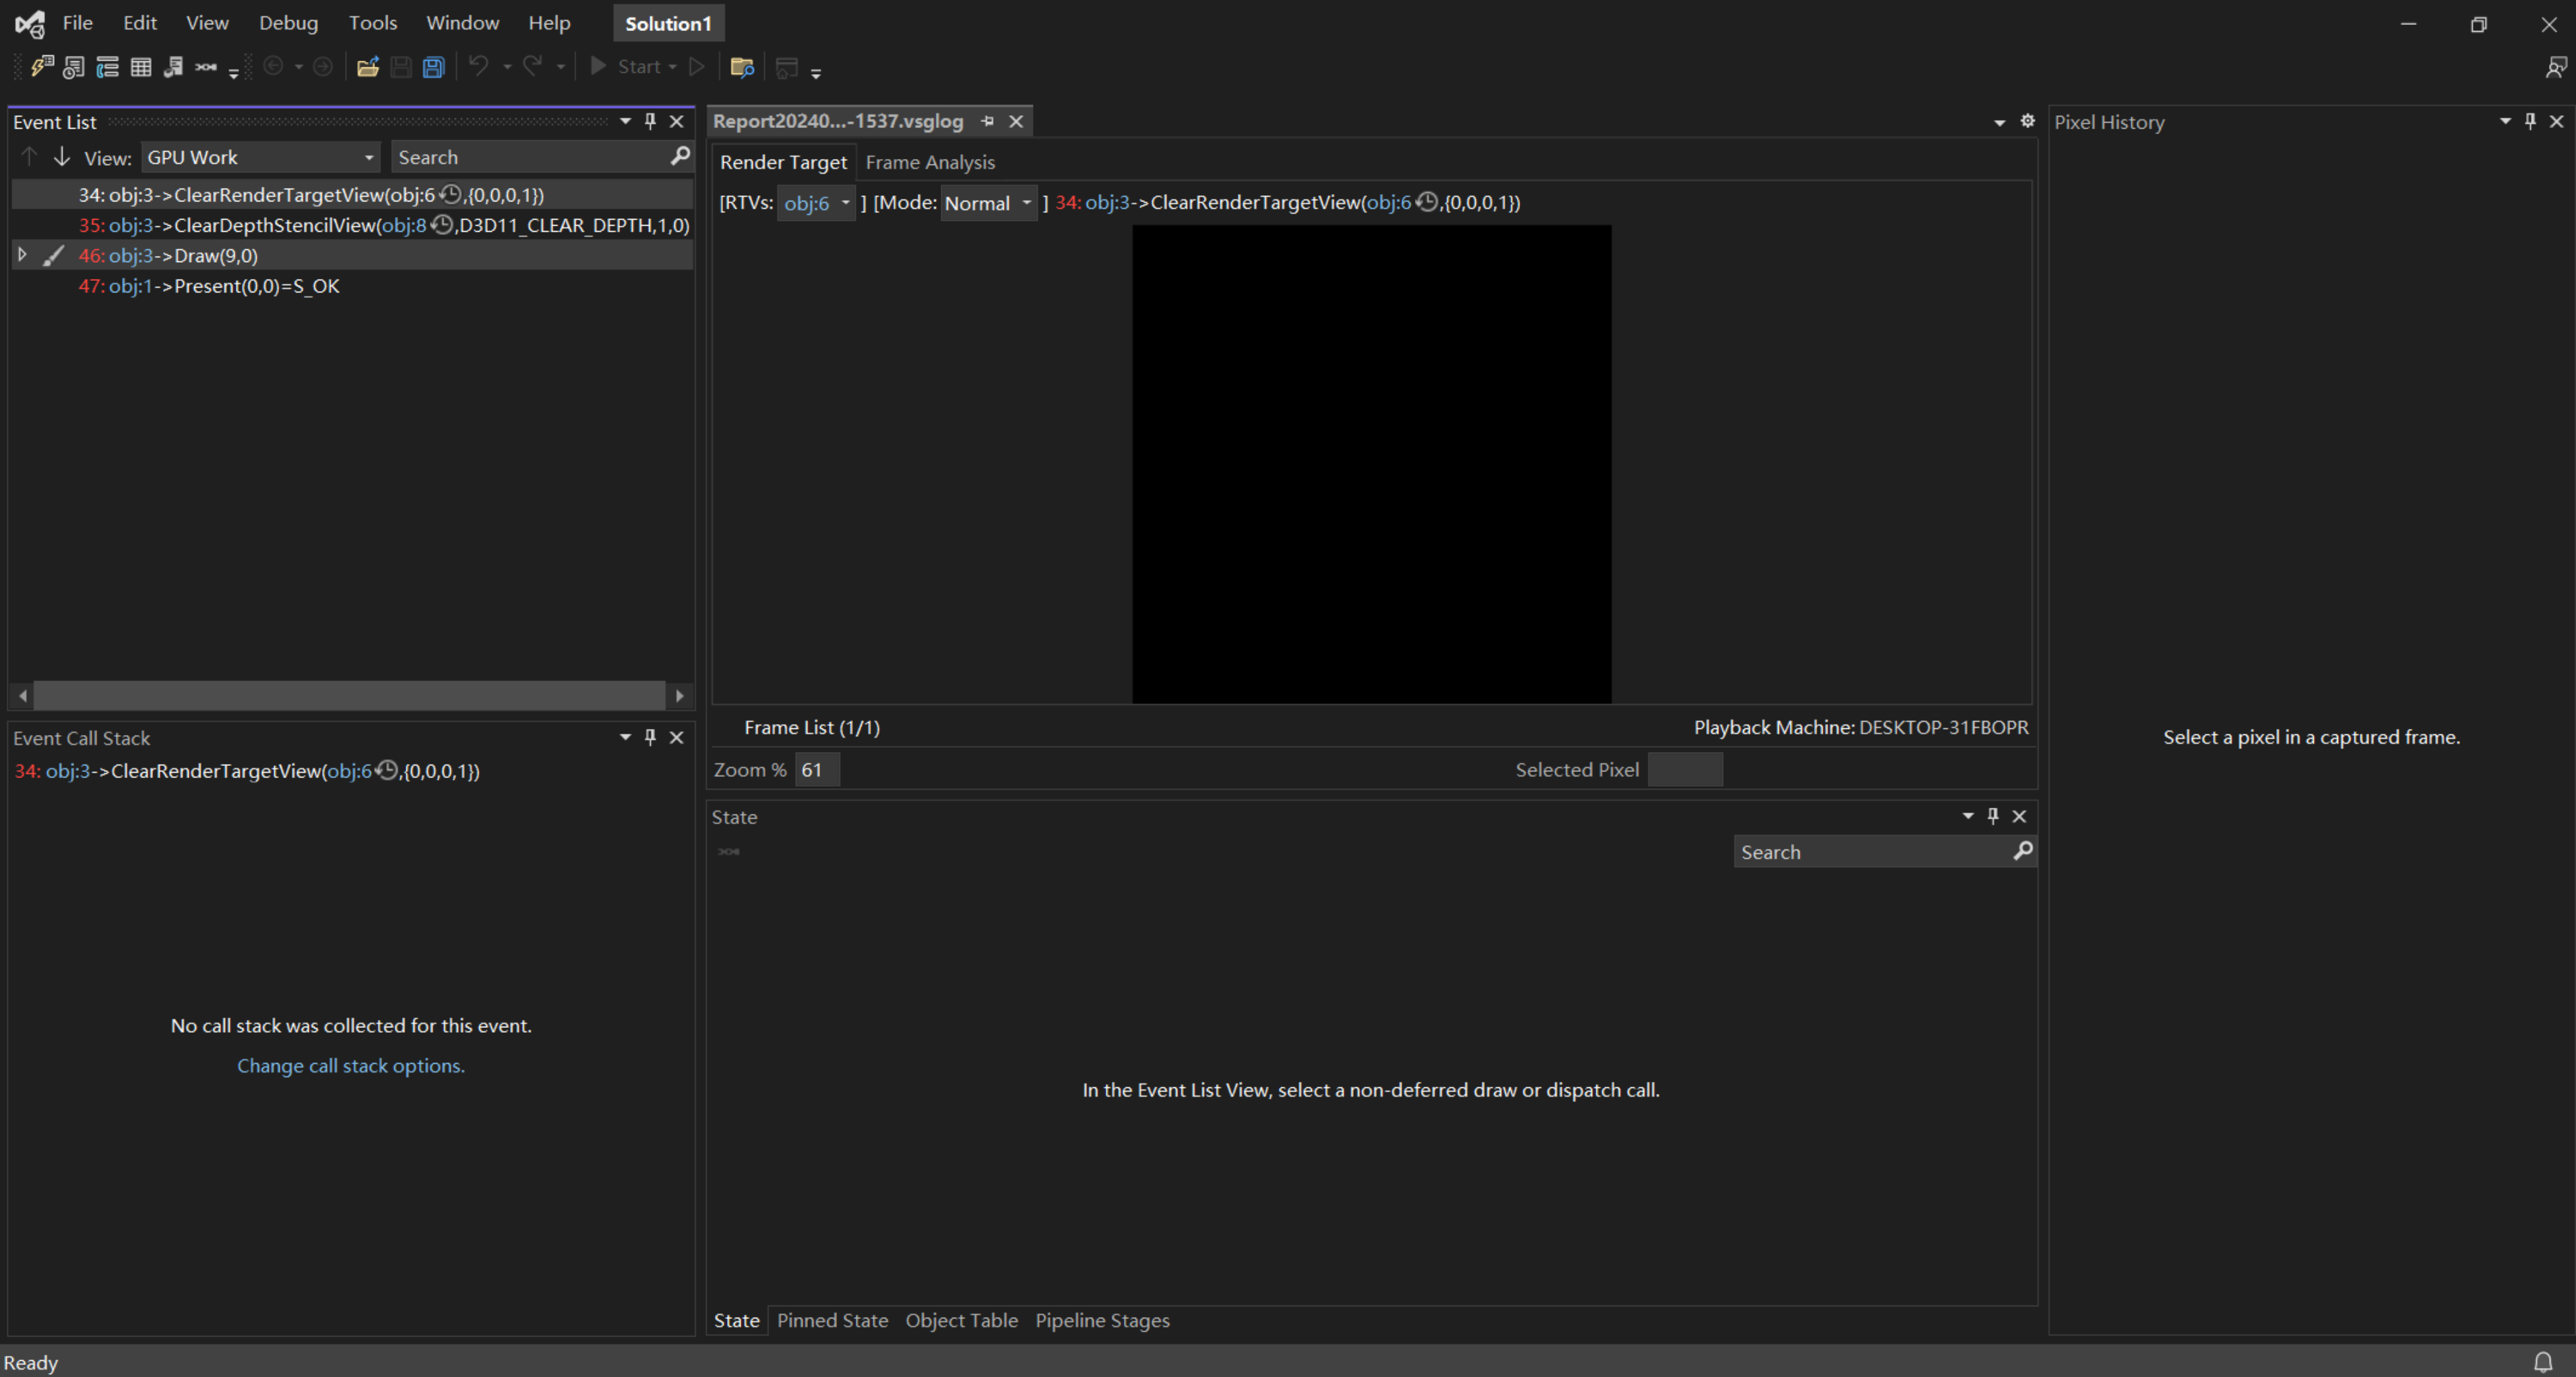 File Edit View Debug Tools Window Help Solution1
Start
Event List
View: GPU Work Search
34: obj:3->ClearRenderTargetView(obj:6,{0,0,0,1})
35: obj:3->ClearDepthStencilView(obj:8,D3D11_CLEAR_DEPTH,1,0)
46: obj:3->Draw(9,0)
47: obj:1->Present(0,0)=S_OK
Event Call Stack
34: obj:3->ClearRenderTargetView(obj:6,{0,0,0,1})
No call stack was collected for this event.
Change call stack options.
Report20240...-1537.vsglog
Render Target Frame Analysis
[RTVs: obj:6 ] [Mode: Normal ] 34: obj:3->ClearRenderTargetView(obj:6,{0,0,0,1})
Frame List (1/1) Playback Machine: DESKTOP-31FBOPR
Zoom % 61 Selected Pixel
State
Search
In the Event List View, select a non-deferred draw or dispatch call.
State Pinned State Object Table Pipeline Stages
Pixel History
Select a pixel in a captured frame.
Ready